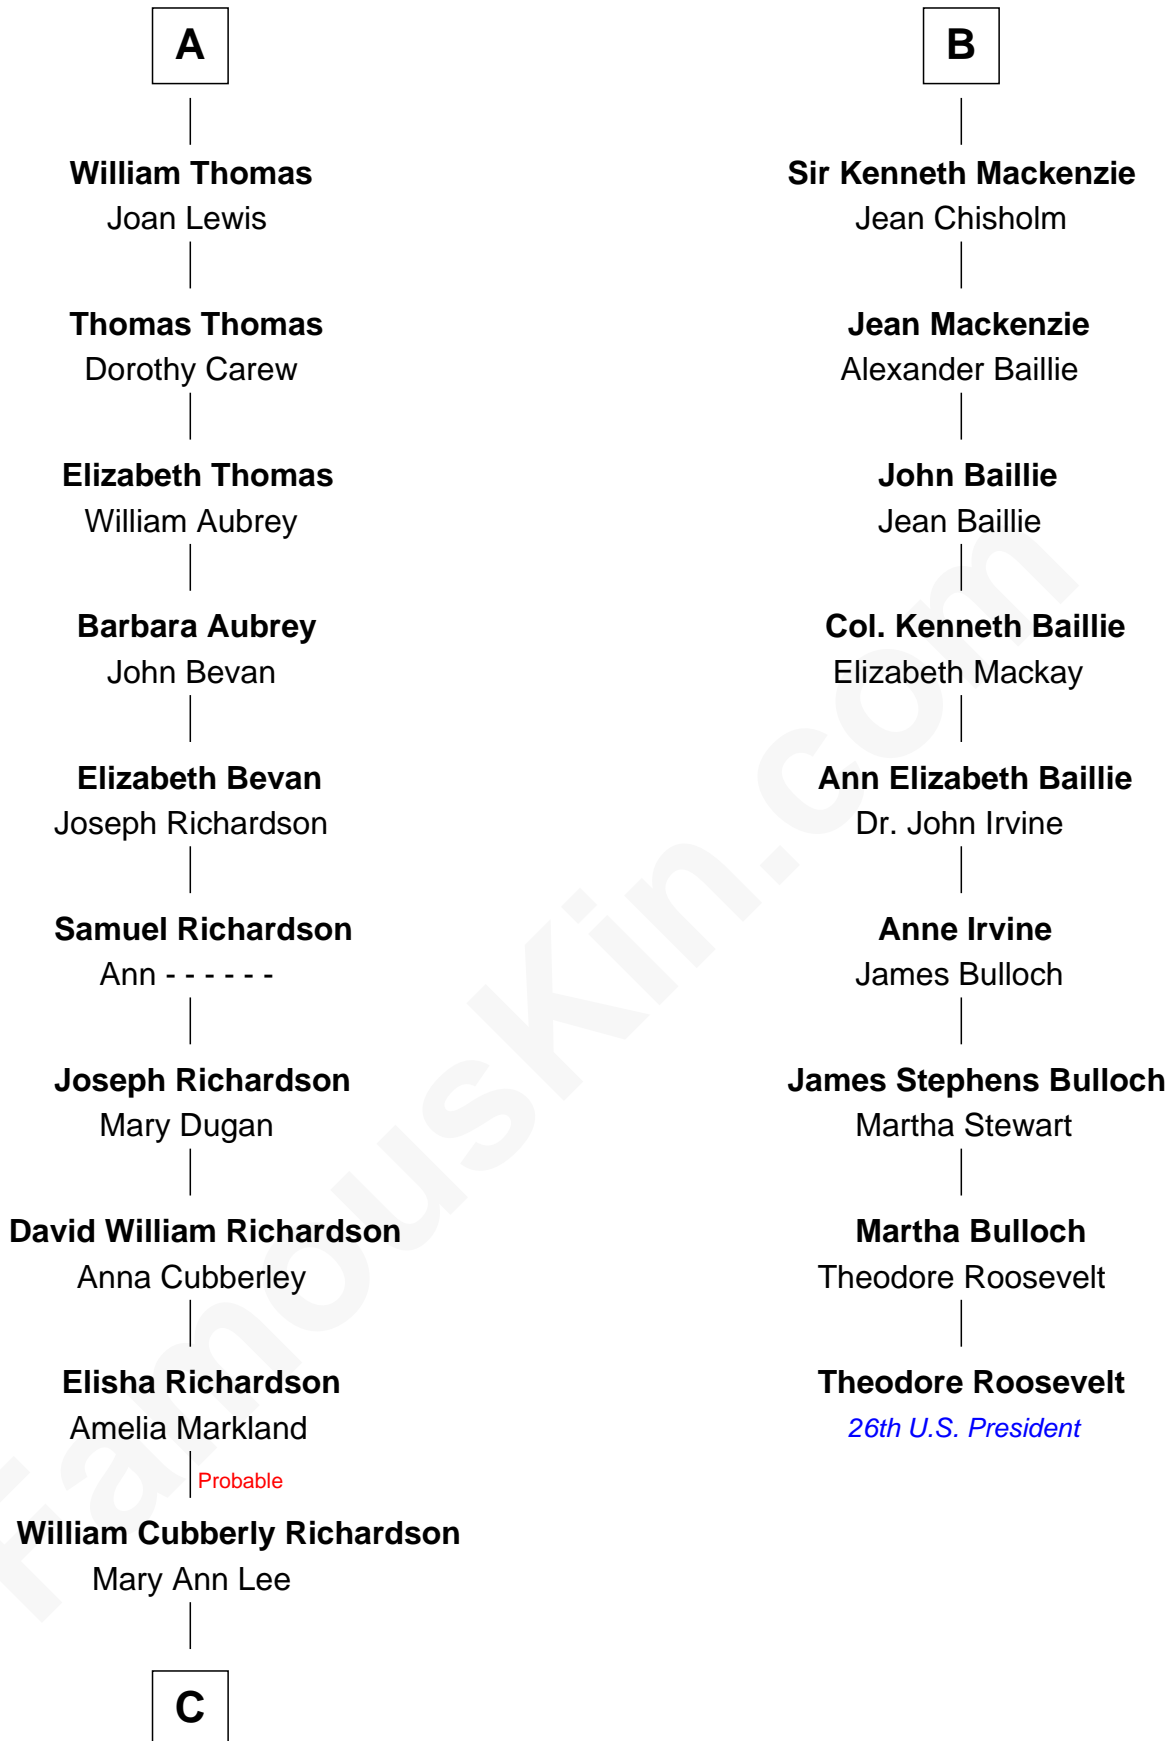 A
William Thomas
Joan Lewis
Thomas Thomas
Dorothy Carew
Elizabeth Thomas
William Aubrey
Barbara Aubrey
John Bevan
Elizabeth Bevan
Joseph Richardson
Samuel Richardson
Ann - - - - - -
Joseph Richardson
Mary Dugan
David William Richardson
Anna Cubberley
Elisha Richardson
Amelia Markland
Probable
William Cubberly Richardson
Mary Ann Lee
C
B
Sir Kenneth Mackenzie
Jean Chisholm
Jean Mackenzie
Alexander Baillie
John Baillie
Jean Baillie
Col. Kenneth Baillie
Elizabeth Mackay
Ann Elizabeth Baillie
Dr. John Irvine
Anne Irvine
James Bulloch
James Stephens Bulloch
Martha Stewart
Martha Bulloch
Theodore Roosevelt
Theodore Roosevelt
26th U.S. President
FamousKin.com